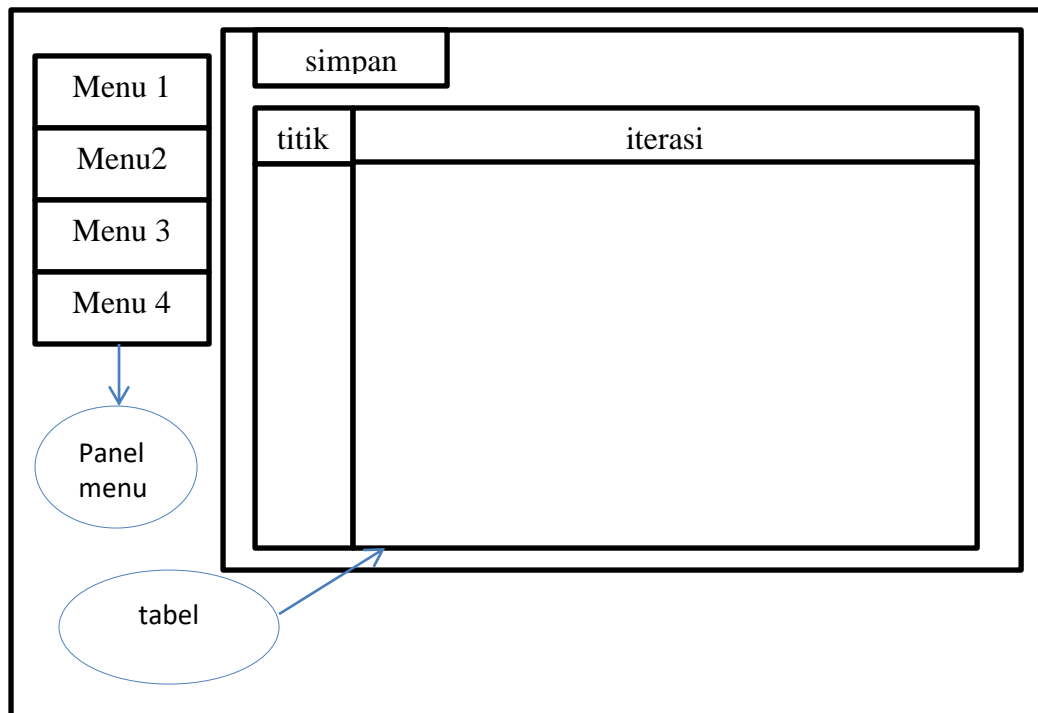 simpan
Menu 1
Menu2
Menu 3
Menu 4
titik
iterasi
Panel
menu
tabel